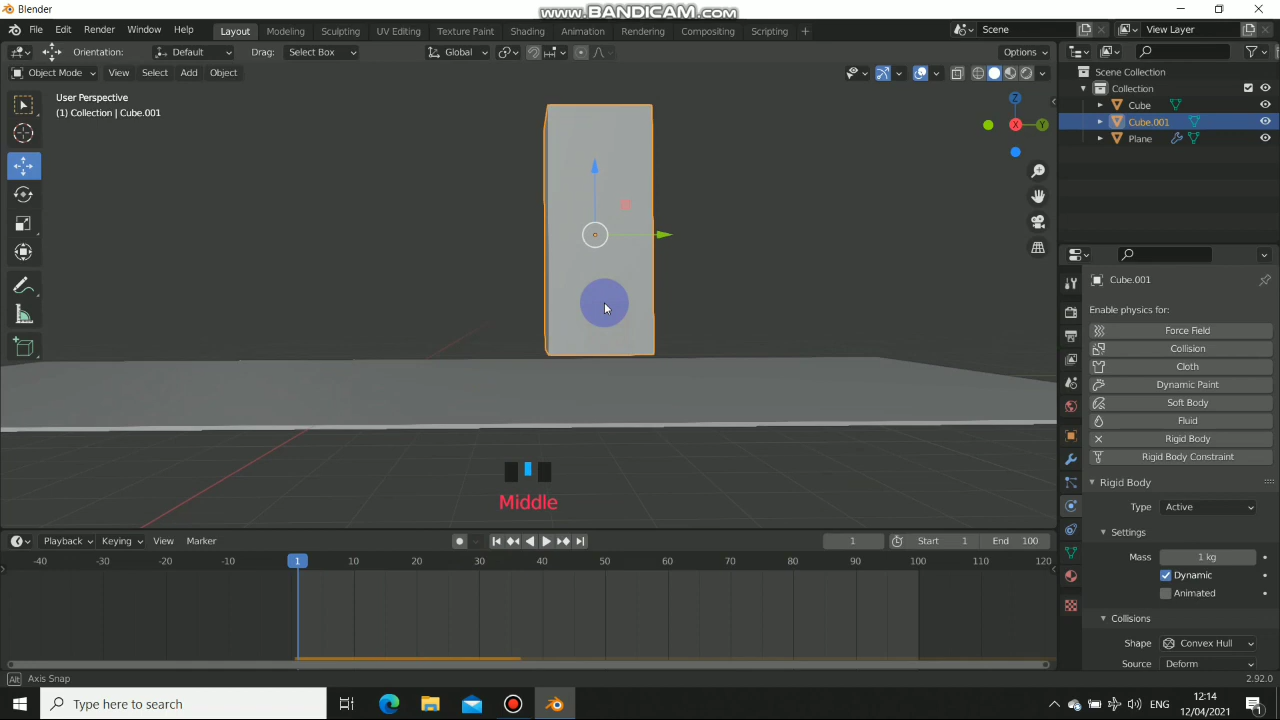 Blender
www.BANDICAM.com
File Edit Render Window Help Layout Modeling Sculpting UV Editing Texture Paint Shading Animation Rendering Compositing Scripting + Scene View Layer
Orientation: Default Drag: Select Box Global Options
Object Mode View Select Add Object
User Perspective
(1) Collection | Cube.001
Z
X
Y
Scene Collection
Collection
Cube
Cube.001
Plane
Cube.001
Enable physics for:
Force Field
Collision
Cloth
Dynamic Paint
Soft Body
Fluid
Rigid Body
Rigid Body Constraint
Rigid Body
Type Active
Settings
Mass 1 kg
Dynamic
Animated
Collisions
Shape Convex Hull
Source Deform
Middle
Playback Keying View Marker 1 Start 1 End 100
-40 -30 -20 -10 1 10 20 30 40 50 60 70 80 90 100 110 120
Alt Axis Snap 2.92.0
Type here to search
ENG
12:14
12/04/2021
1